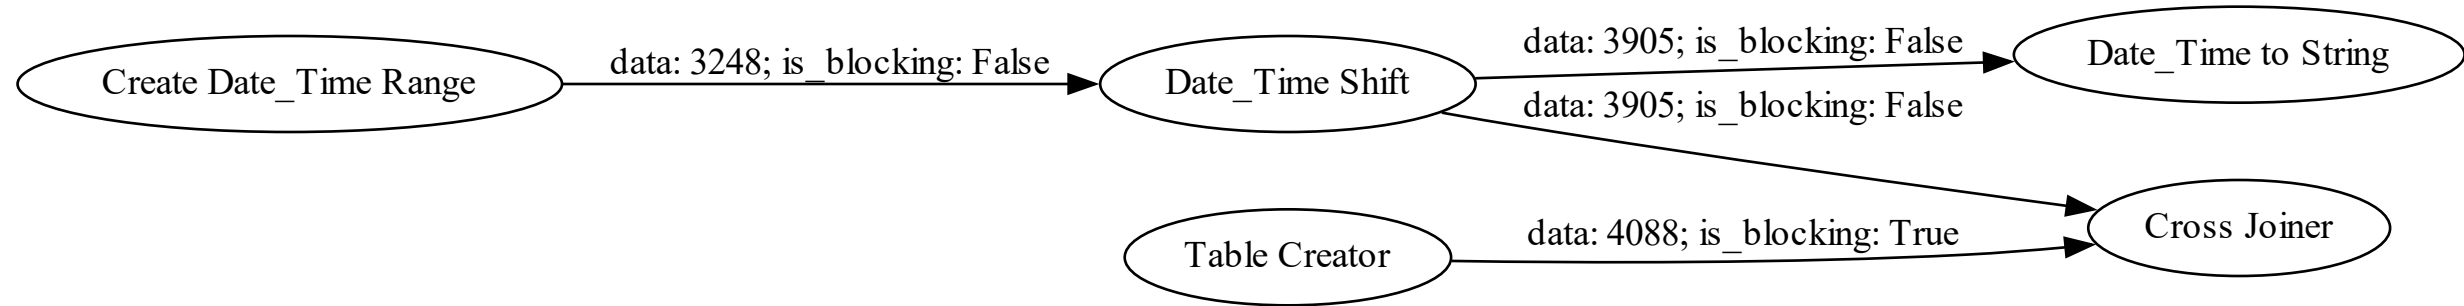 Create Date_Time Range
data: 3248; is_blocking: False
Date_Time Shift
data: 3905; is_blocking: False
Date_Time to String
data: 3905; is_blocking: False
Table Creator
data: 4088; is_blocking: True
Cross Joiner